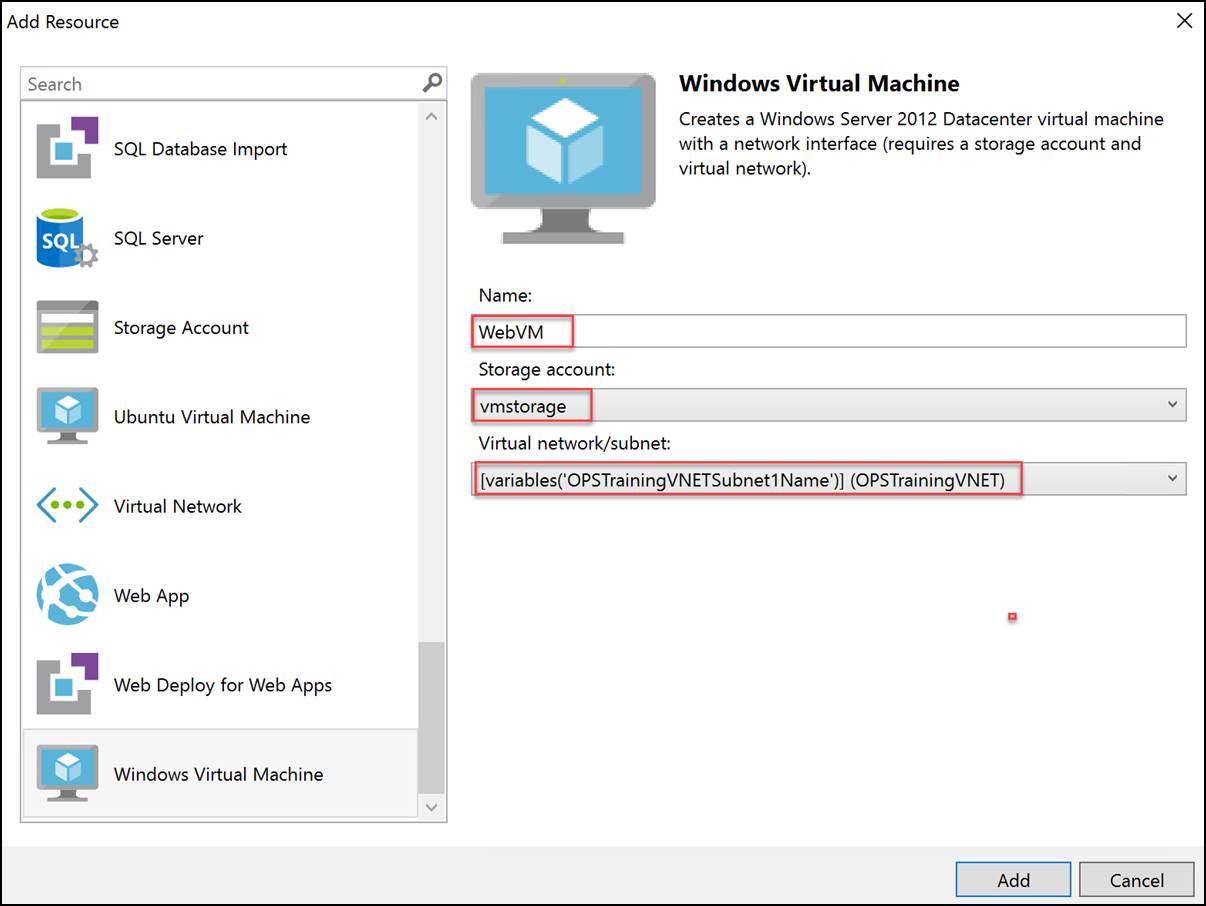 Add Resource
Search
SQL Database Import
SQL
SQL Server
Storage Account
Ubuntu Virtual Machine
Virtual Network
Web App
Web Deploy for Web Apps
Windows Virtual Machine
Windows Virtual Machine
Creates a Windows Server 2012 Datacenter virtual machine
with a network interface (requires a storage account and
virtual network).
Name:
WebVM
Storage account:
vmstorage
Virtual network/subnet:
[variables('OPSTrainingVNETSubnet1Name')] (OPSTrainingVNET)
Add
Cancel